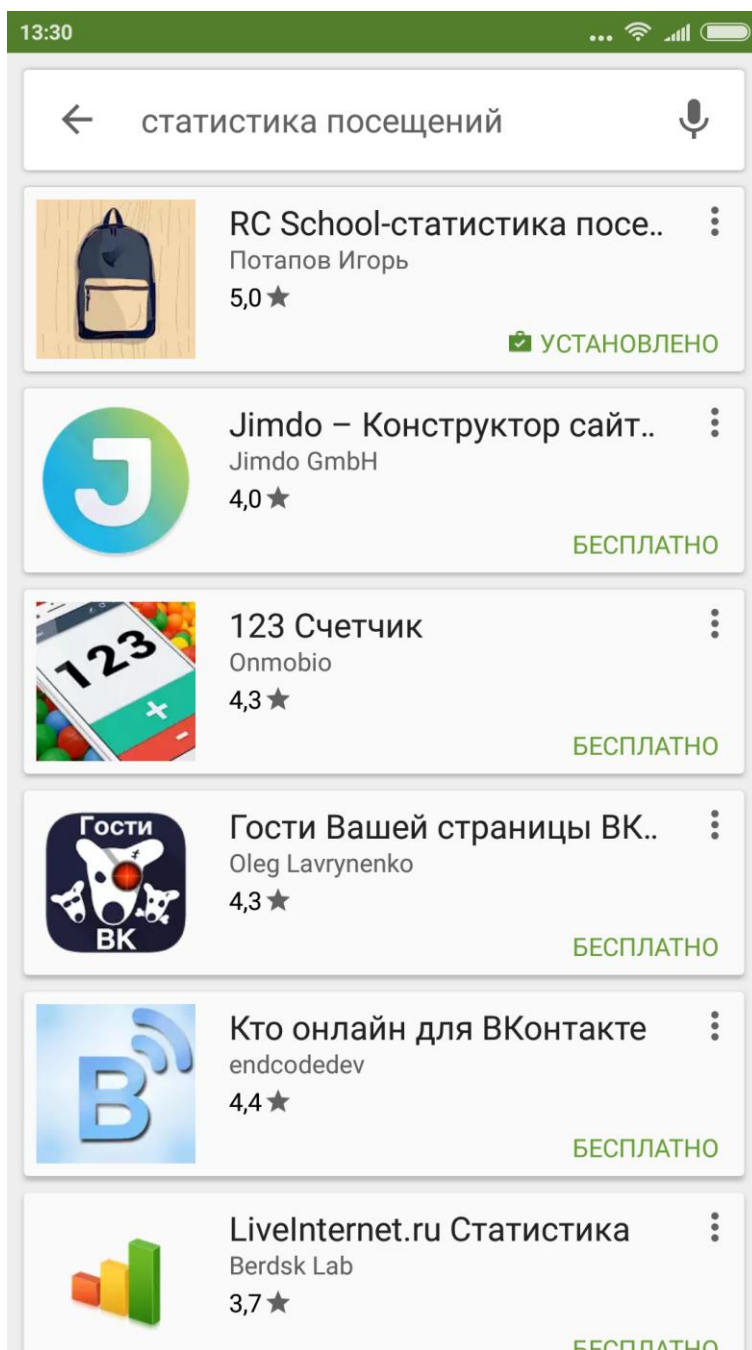 13:30
статистика посещений
RC School-статистика посе..
Потапов Игорь
5,0
УСТАНОВЛЕНО
Jimdo – Конструктор сайт..
Jimdo GmbH
4,0
БЕСПЛАТНО
123
123 Счетчик
Onmobio
4,3
БЕСПЛАТНО
Гости
ВК
Гости Вашей страницы ВК..
Oleg Lavrynenko
4,3
БЕСПЛАТНО
В
Кто онлайн для ВКонтакте
endcodedev
4,4
БЕСПЛАТНО
LiveInternet.ru Статистика
Berdsk Lab
3,7
БЕСПЛАТНО